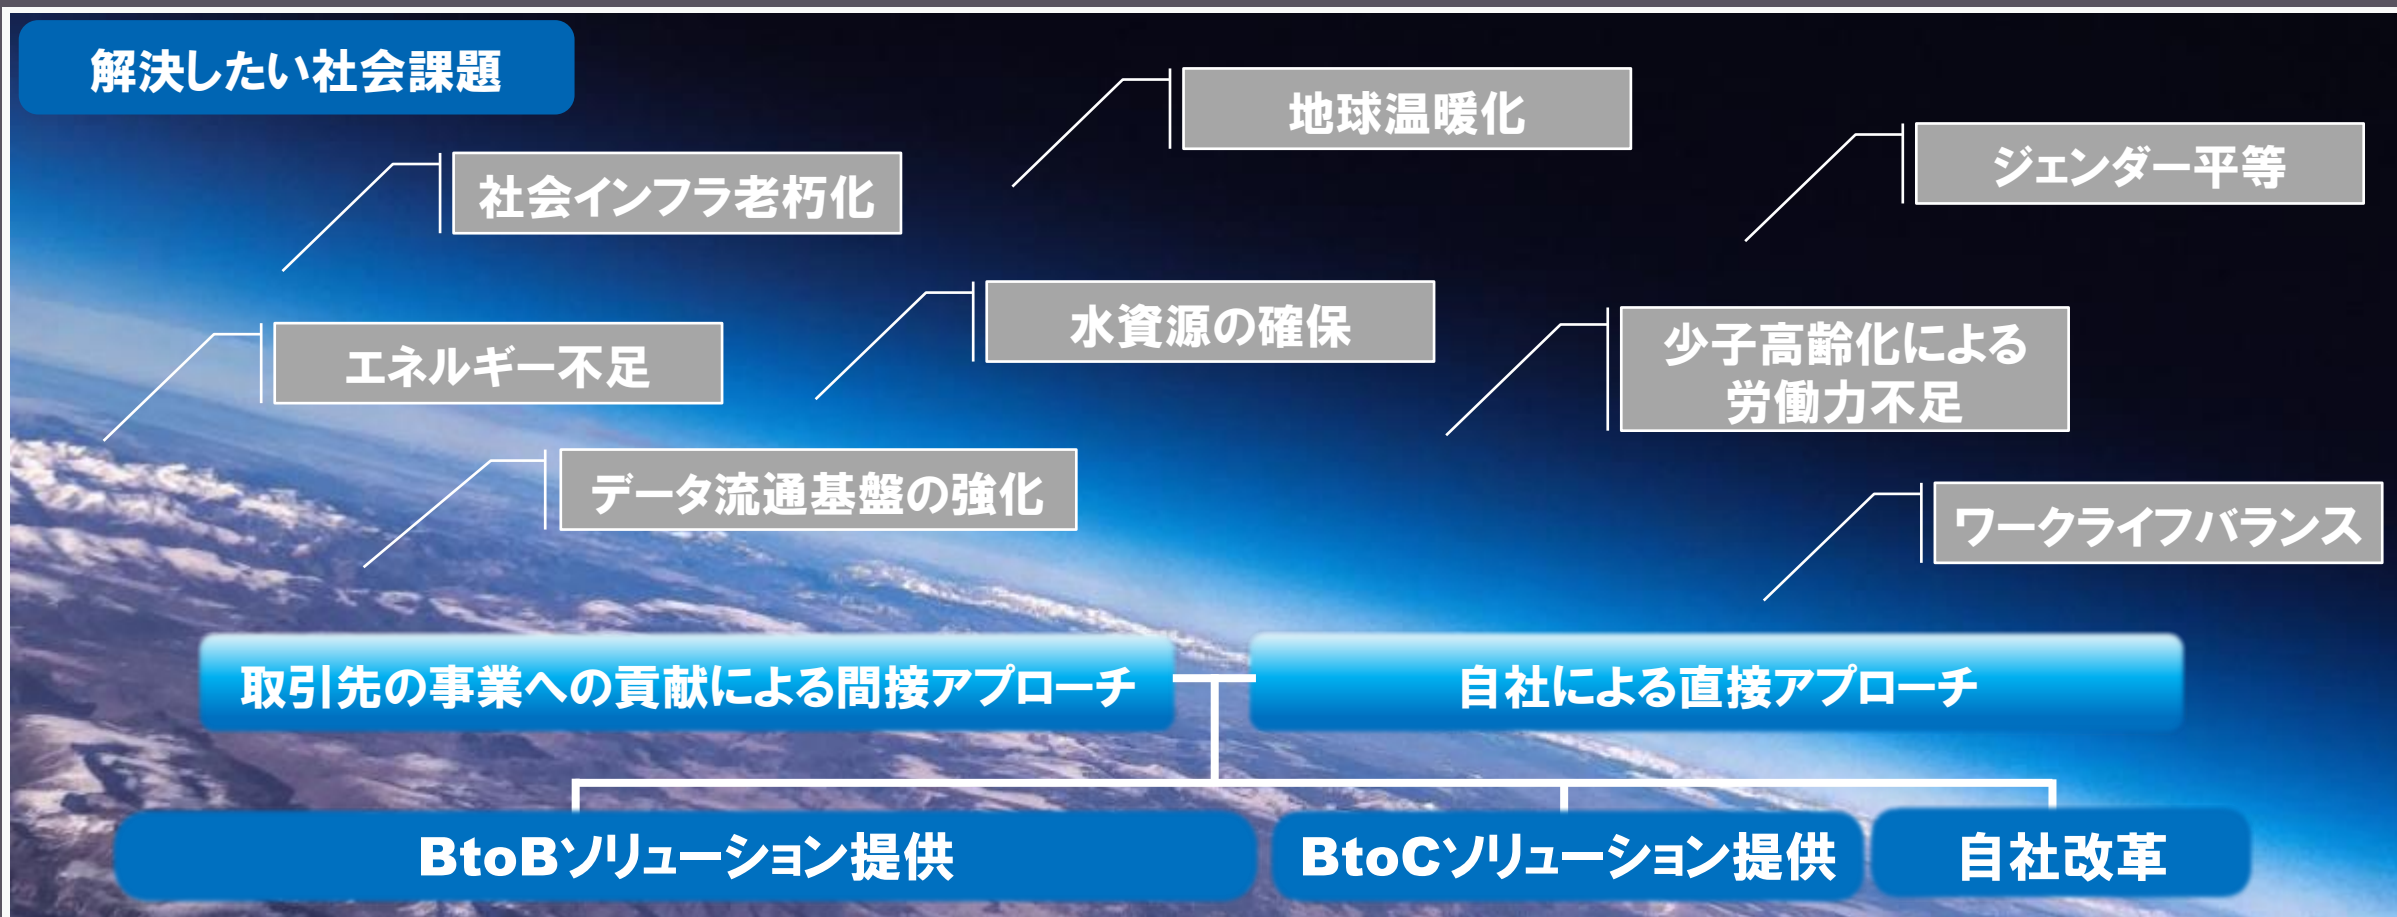 解決したい社会課題
地球温暖化
ジェンダー平等
社会インフラ老朽化
水資源の確保
少子高齢化による
労働力不足
エネルギー不足
データ流通基盤の強化
ワークライフバランス
取引先の事業への貢献による間接アプローチ
自社による直接アプローチ
BtoBソリューション提供
BtoCソリューション提供
自社改革